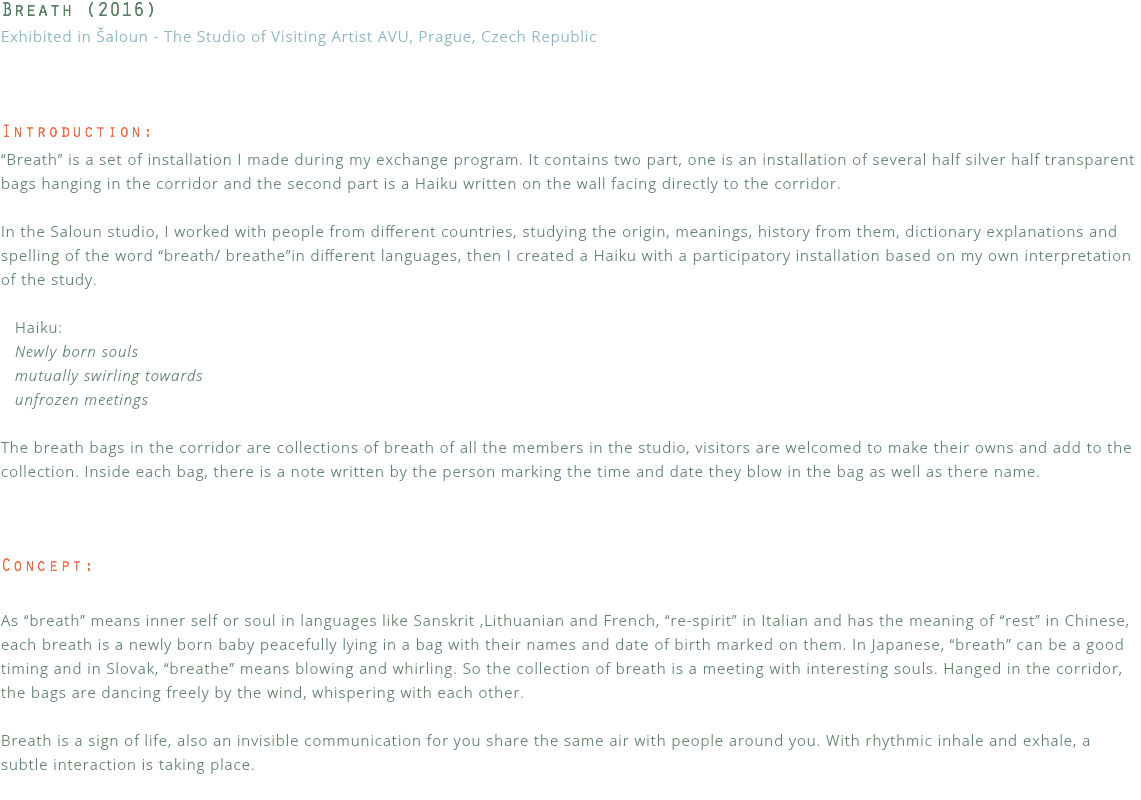 Breath (2016)
Exhibited in Šaloun - The Studio of Visiting Artist AVU, Prague, Czech Republic
Introduction:
“Breath” is a set of installation I made during my exchange program. It contains two part, one is an installation of several half silver half transparent
bags hanging in the corridor and the second part is a Haiku written on the wall facing directly to the corridor.
In the Saloun studio, I worked with people from different countries, studying the origin, meanings, history from them, dictionary explanations and
spelling of the word “breath/ breathe”in different languages, then I created a Haiku with a participatory installation based on my own interpretation
of the study.
Haiku:
Newly born souls
mutually swirling towards
unfrozen meetings
The breath bags in the corridor are collections of breath of all the members in the studio, visitors are welcomed to make their owns and add to the
collection. Inside each bag, there is a note written by the person marking the time and date they blow in the bag as well as there name.
Concept:
As “breath” means inner self or soul in languages like Sanskrit ,Lithuanian and French, “re-spirit” in Italian and has the meaning of “rest” in Chinese,
each breath is a newly born baby peacefully lying in a bag with their names and date of birth marked on them. In Japanese, “breath” can be a good
timing and in Slovak, “breathe” means blowing and whirling. So the collection of breath is a meeting with interesting souls. Hanged in the corridor,
the bags are dancing freely by the wind, whispering with each other.
Breath is a sign of life, also an invisible communication for you share the same air with people around you. With rhythmic inhale and exhale, a
subtle interaction is taking place.